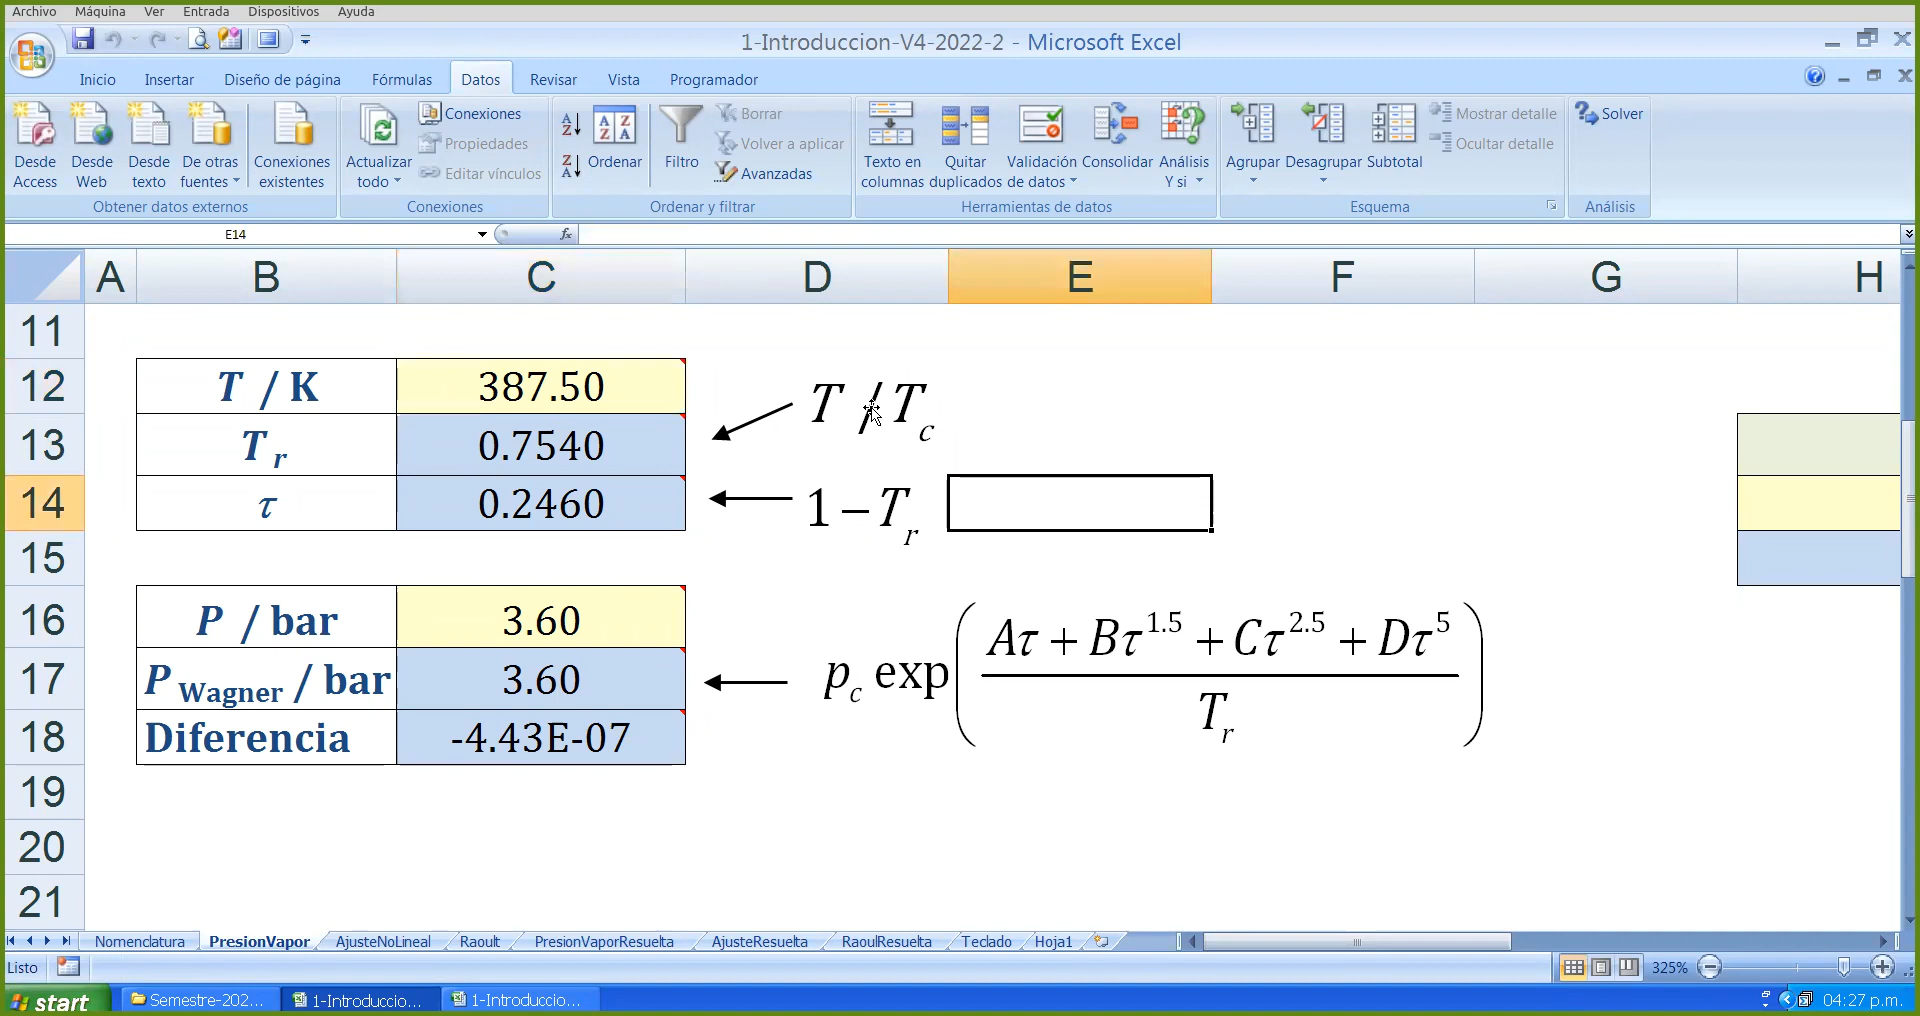 Archivo Máquina Ver Entrada Dispositivos Ayuda
1-Introduccion-V4-2022-2 - Microsoft Excel
Inicio Insertar Diseño de página Fórmulas Datos Revisar Vista Programador
Desde Access
Desde Web
Desde texto
De otras fuentes
Conexiones existentes
Obtener datos externos
Actualizar todo
Conexiones
Propiedades
Editar vínculos
Conexiones
Ordenar
Filtro
Borrar
Volver a aplicar
Avanzadas
Ordenar y filtrar
Texto en columnas
Quitar duplicados
Validación de datos
Consolidar
Análisis Y si
Herramientas de datos
Agrupar
Desagrupar
Subtotal
Mostrar detalle
Ocultar detalle
Esquema
Solver
Análisis
E14 fx
A B C D E F G H
11
12 T / K 387.50 T / Tc
13 Tr 0.7540
14 τ 0.2460 1 − Tr
15
16 P / bar 3.60
17 P Wagner / bar 3.60 pc exp( (Aτ + Bτ^1.5 + Cτ^2.5 + Dτ^5) / Tr )
18 Diferencia -4.43E-07
19
20
21
Nomenclatura PresionVapor AjusteNoLineal Raoult PresionVaporResuelta AjusteResuelta RaoulResuelta Teclado Hoja1
Listo 325%
start Semestre-202... 1-Introduccio... 1-Introduccio... 04:27 p.m.